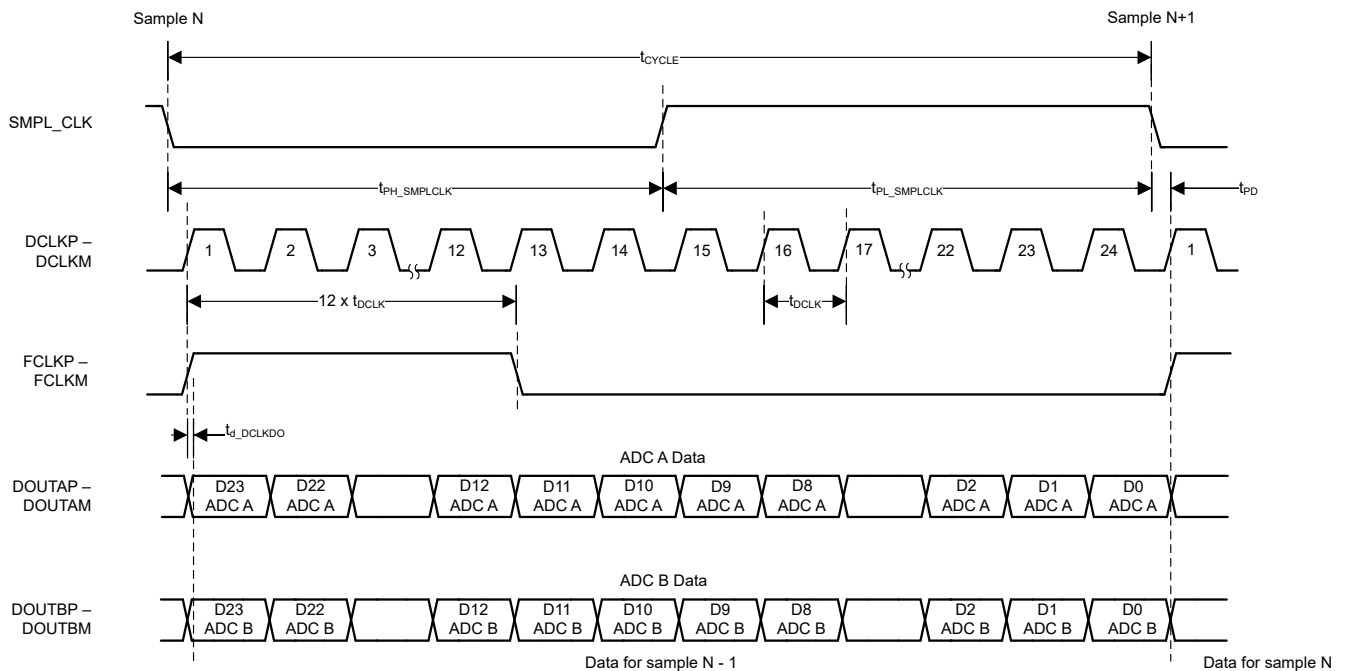 Sample N
Sample N+1
tCYCLE
SMPL_CLK
tPH_SMPLCLK
tPL_SMPLCLK
tPD
DCLKP –
DCLKM
1 2 3 12 13 14 15 16 17 22 23 24 1
12 x tDCLK
tDCLK
FCLKP –
FCLKM
td_DCLKDO
ADC A Data
DOUTAP –
DOUTAM
D23 D22 D12 D11 D10 D9 D8 D2 D1 D0
ADC A ADC A ADC A ADC A ADC A ADC A ADC A ADC A ADC A ADC A
ADC B Data
DOUTBP –
DOUTBM
D23 D22 D12 D11 D10 D9 D8 D2 D1 D0
ADC B ADC B ADC B ADC B ADC B ADC B ADC B ADC B ADC B ADC B
Data for sample N - 1
Data for sample N